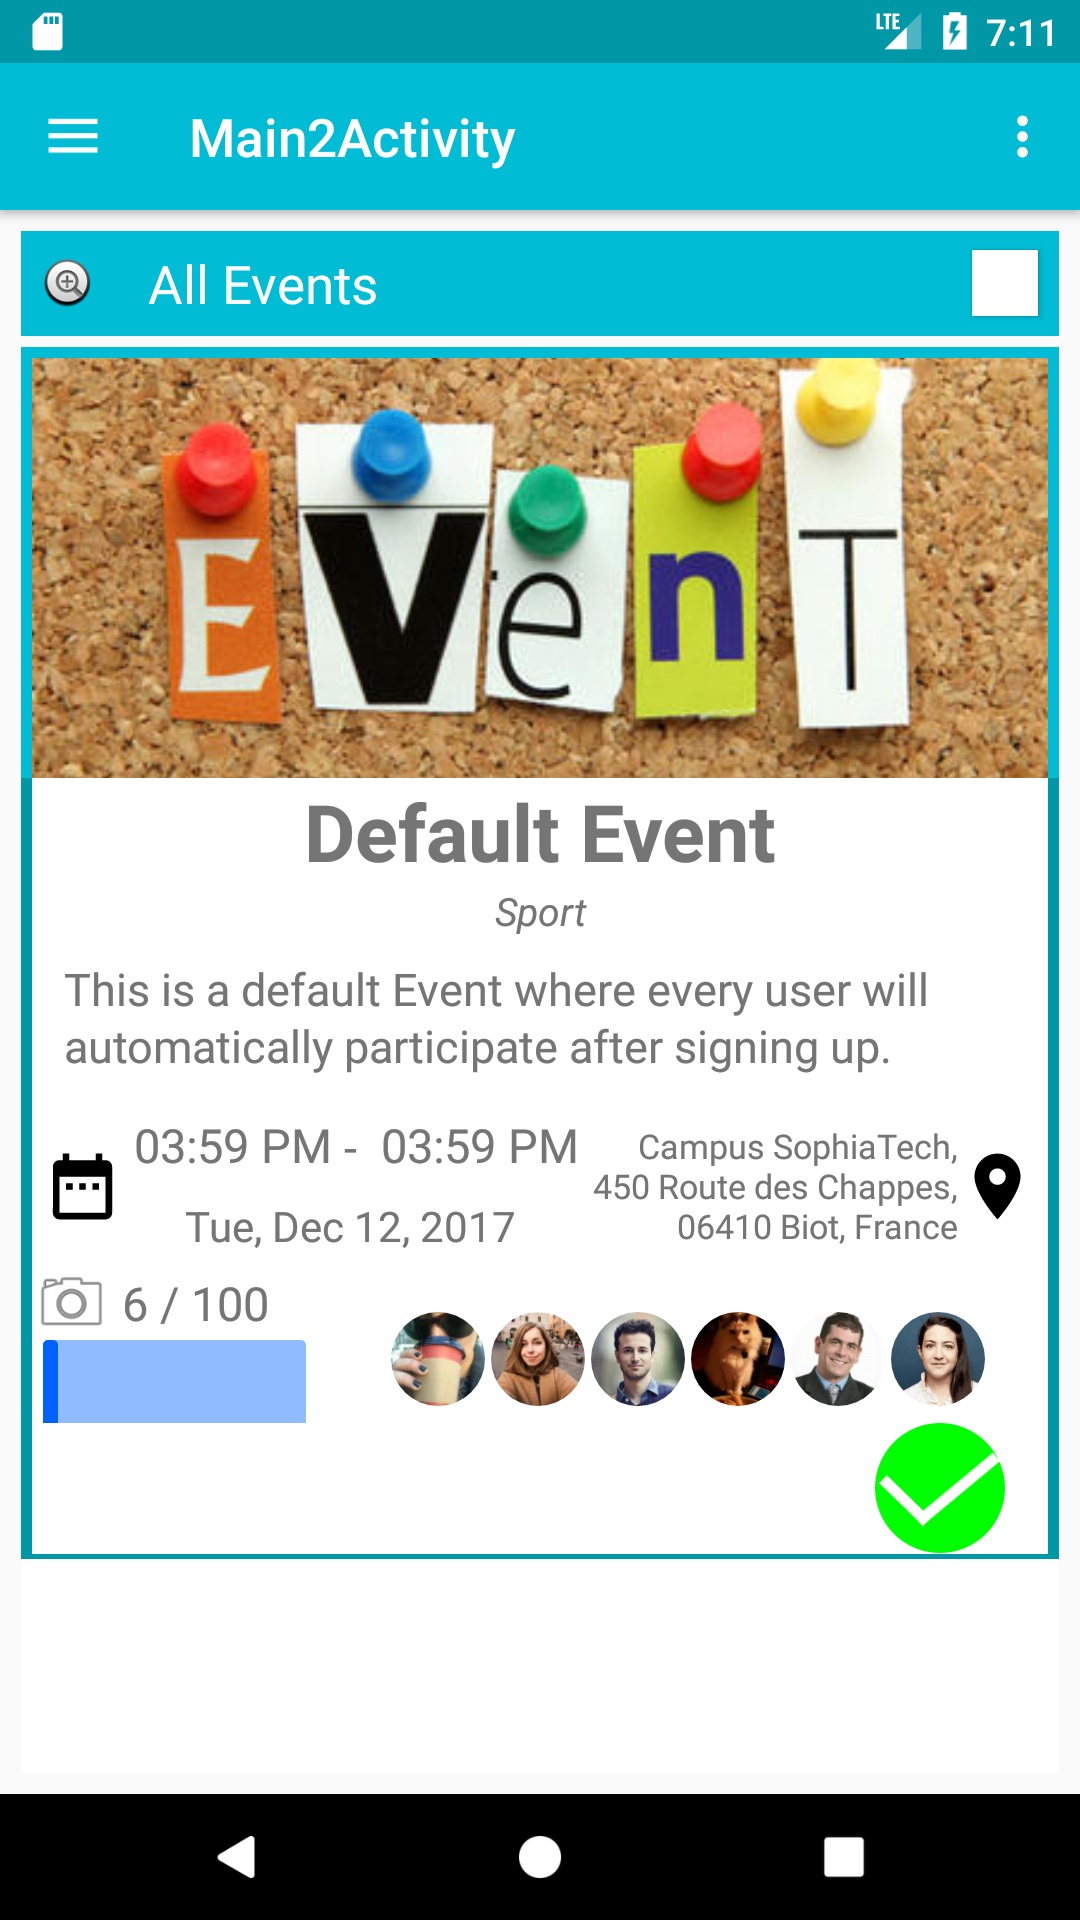 LTE 7:11
Main2Activity
All Events
EVenT
Default Event
Sport
This is a default Event where every user will
automatically participate after signing up.
03:59 PM - 03:59 PM
Tue, Dec 12, 2017
Campus SophiaTech,
450 Route des Chappes,
06410 Biot, France
6 / 100